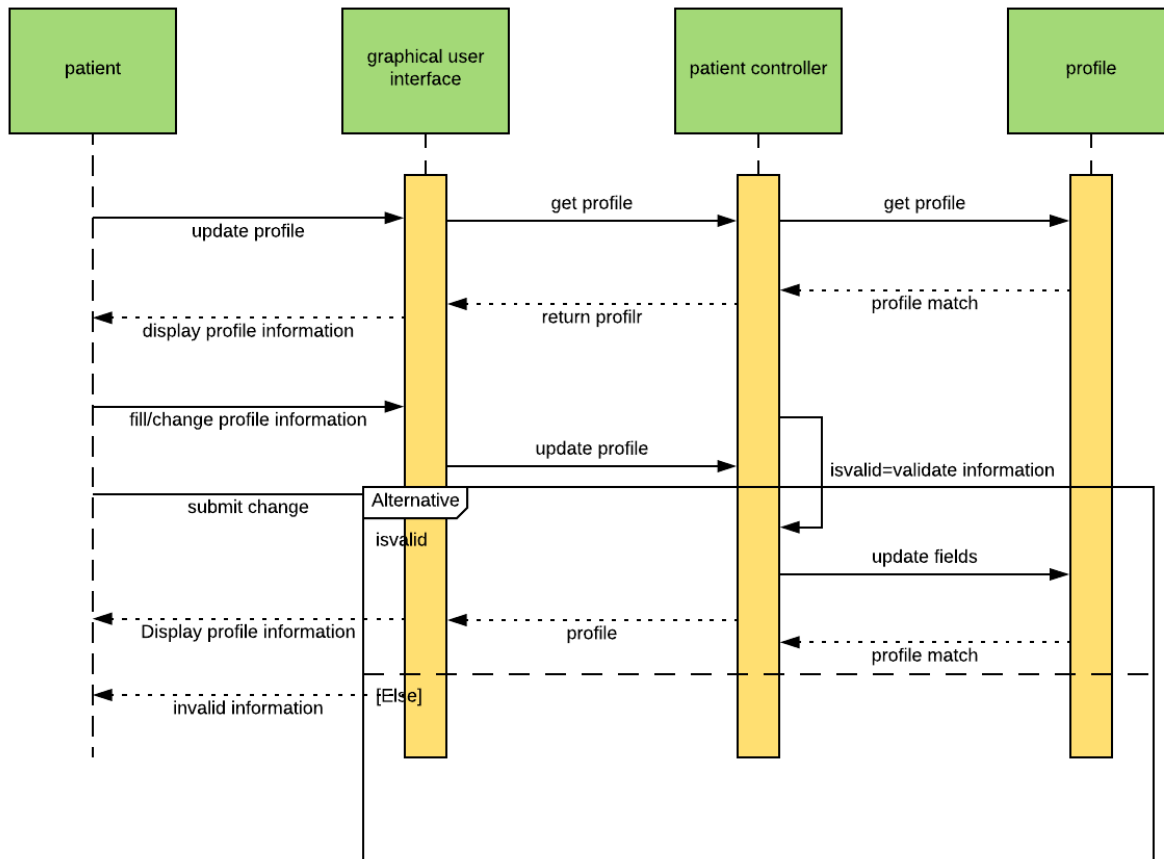 patient
graphical user
interface
patient controller
profile
get profile
get profile
update profile
profile match
return profilr
display profile information
fill/change profile information
update profile
isvalid=validate information
Alternative
submit change
isvalid
update fields
Display profile information
profile
profile match
[Else]
invalid information